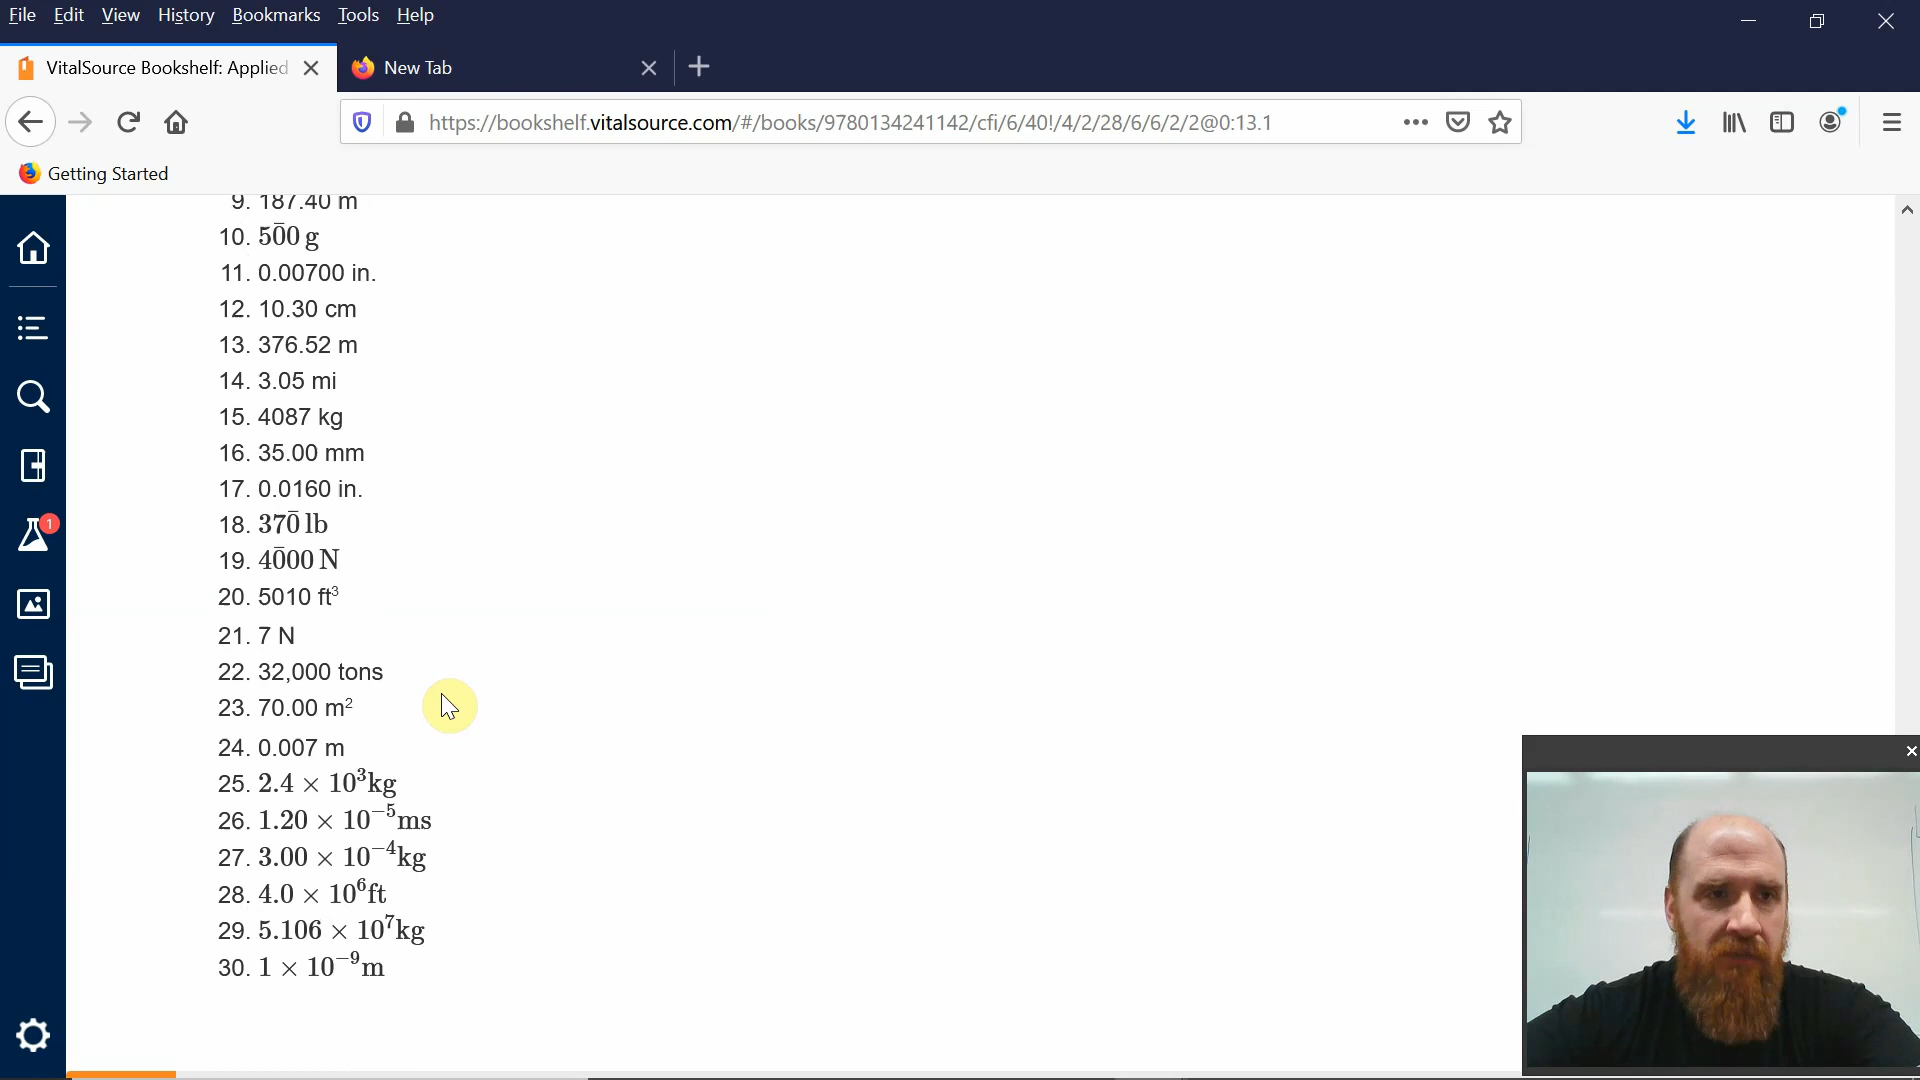 File Edit View History Bookmarks Tools Help
VitalSource Bookshelf: Applied
New Tab
https://bookshelf.vitalsource.com/#/books/9780134241142/cfi/6/40!/4/2/28/6/6/2/2@0:13.1
Getting Started
9. 187.40 m
10. 50̄0 g
11. 0.00700 in.
12. 10.30 cm
13. 376.52 m
14. 3.05 mi
15. 4087 kg
16. 35.00 mm
17. 0.0160 in.
18. 370̄ lb
19. 40̄00 N
20. 5010 ft³
21. 7 N
22. 32,000 tons
23. 70.00 m²
24. 0.007 m
25. 2.4 × 10³kg
26. 1.20 × 10⁻⁵ms
27. 3.00 × 10⁻⁴kg
28. 4.0 × 10⁶ft
29. 5.106 × 10⁷kg
30. 1 × 10⁻⁹m
1